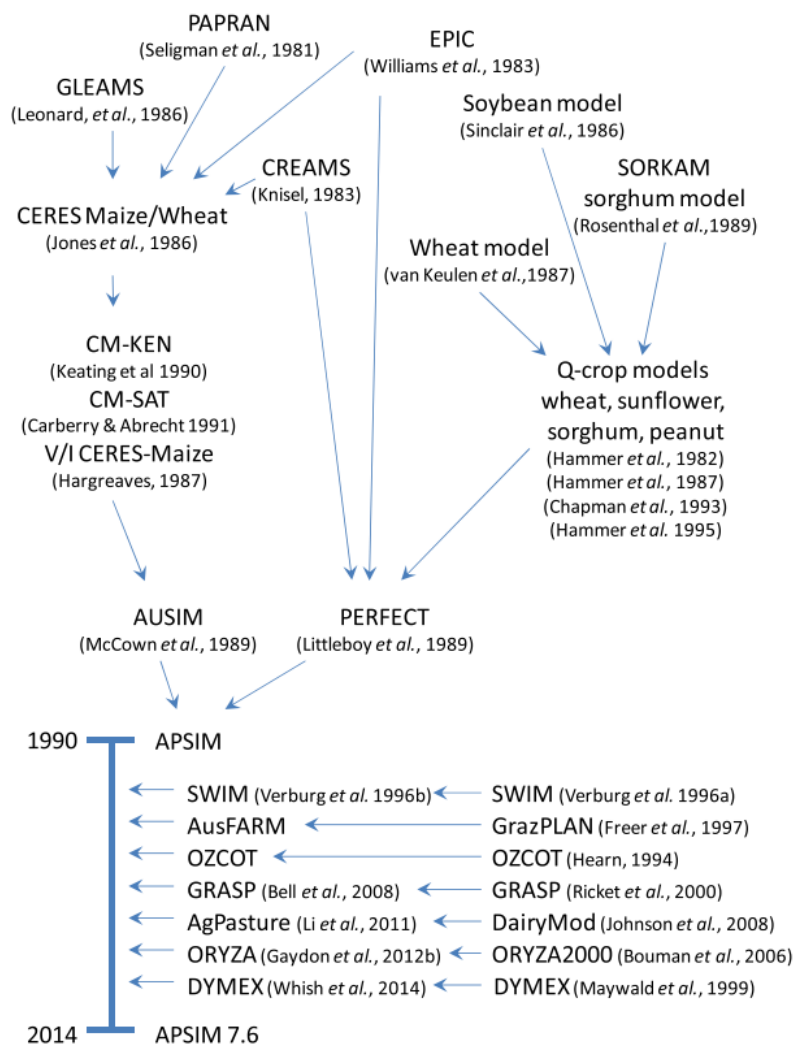 PAPRAN
(Seligman et al., 1981)
EPIC
(Williams et al., 1983)
GLEAMS
(Leonard, et al., 1986)
Soybean model
(Sinclair et al., 1986)
CREAMS
(Knisel, 1983)
SORKAM
sorghum model
(Rosenthal et al.,1989)
CERES Maize/Wheat
(Jones et al., 1986)
Wheat model
(van Keulen et al.,1987)
CM-KEN
(Keating et al 1990)
CM-SAT
(Carberry & Abrecht 1991)
V/I CERES-Maize
(Hargreaves, 1987)
Q-crop models
wheat, sunflower,
sorghum, peanut
(Hammer et al., 1982)
(Hammer et al., 1987)
(Chapman et al., 1993)
(Hammer et al. 1995)
AUSIM
(McCown et al., 1989)
PERFECT
(Littleboy et al., 1989)
1990 APSIM
SWIM (Verburg et al. 1996b) SWIM (Verburg et al. 1996a)
AusFARM GrazPLAN (Freer et al., 1997)
OZCOT OZCOT (Hearn, 1994)
GRASP (Bell et al., 2008) GRASP (Ricket et al., 2000)
AgPasture (Li et al., 2011) DairyMod (Johnson et al., 2008)
ORYZA (Gaydon et al., 2012b) ORYZA2000 (Bouman et al., 2006)
DYMEX (Whish et al., 2014) DYMEX (Maywald et al., 1999)
2014 APSIM 7.6